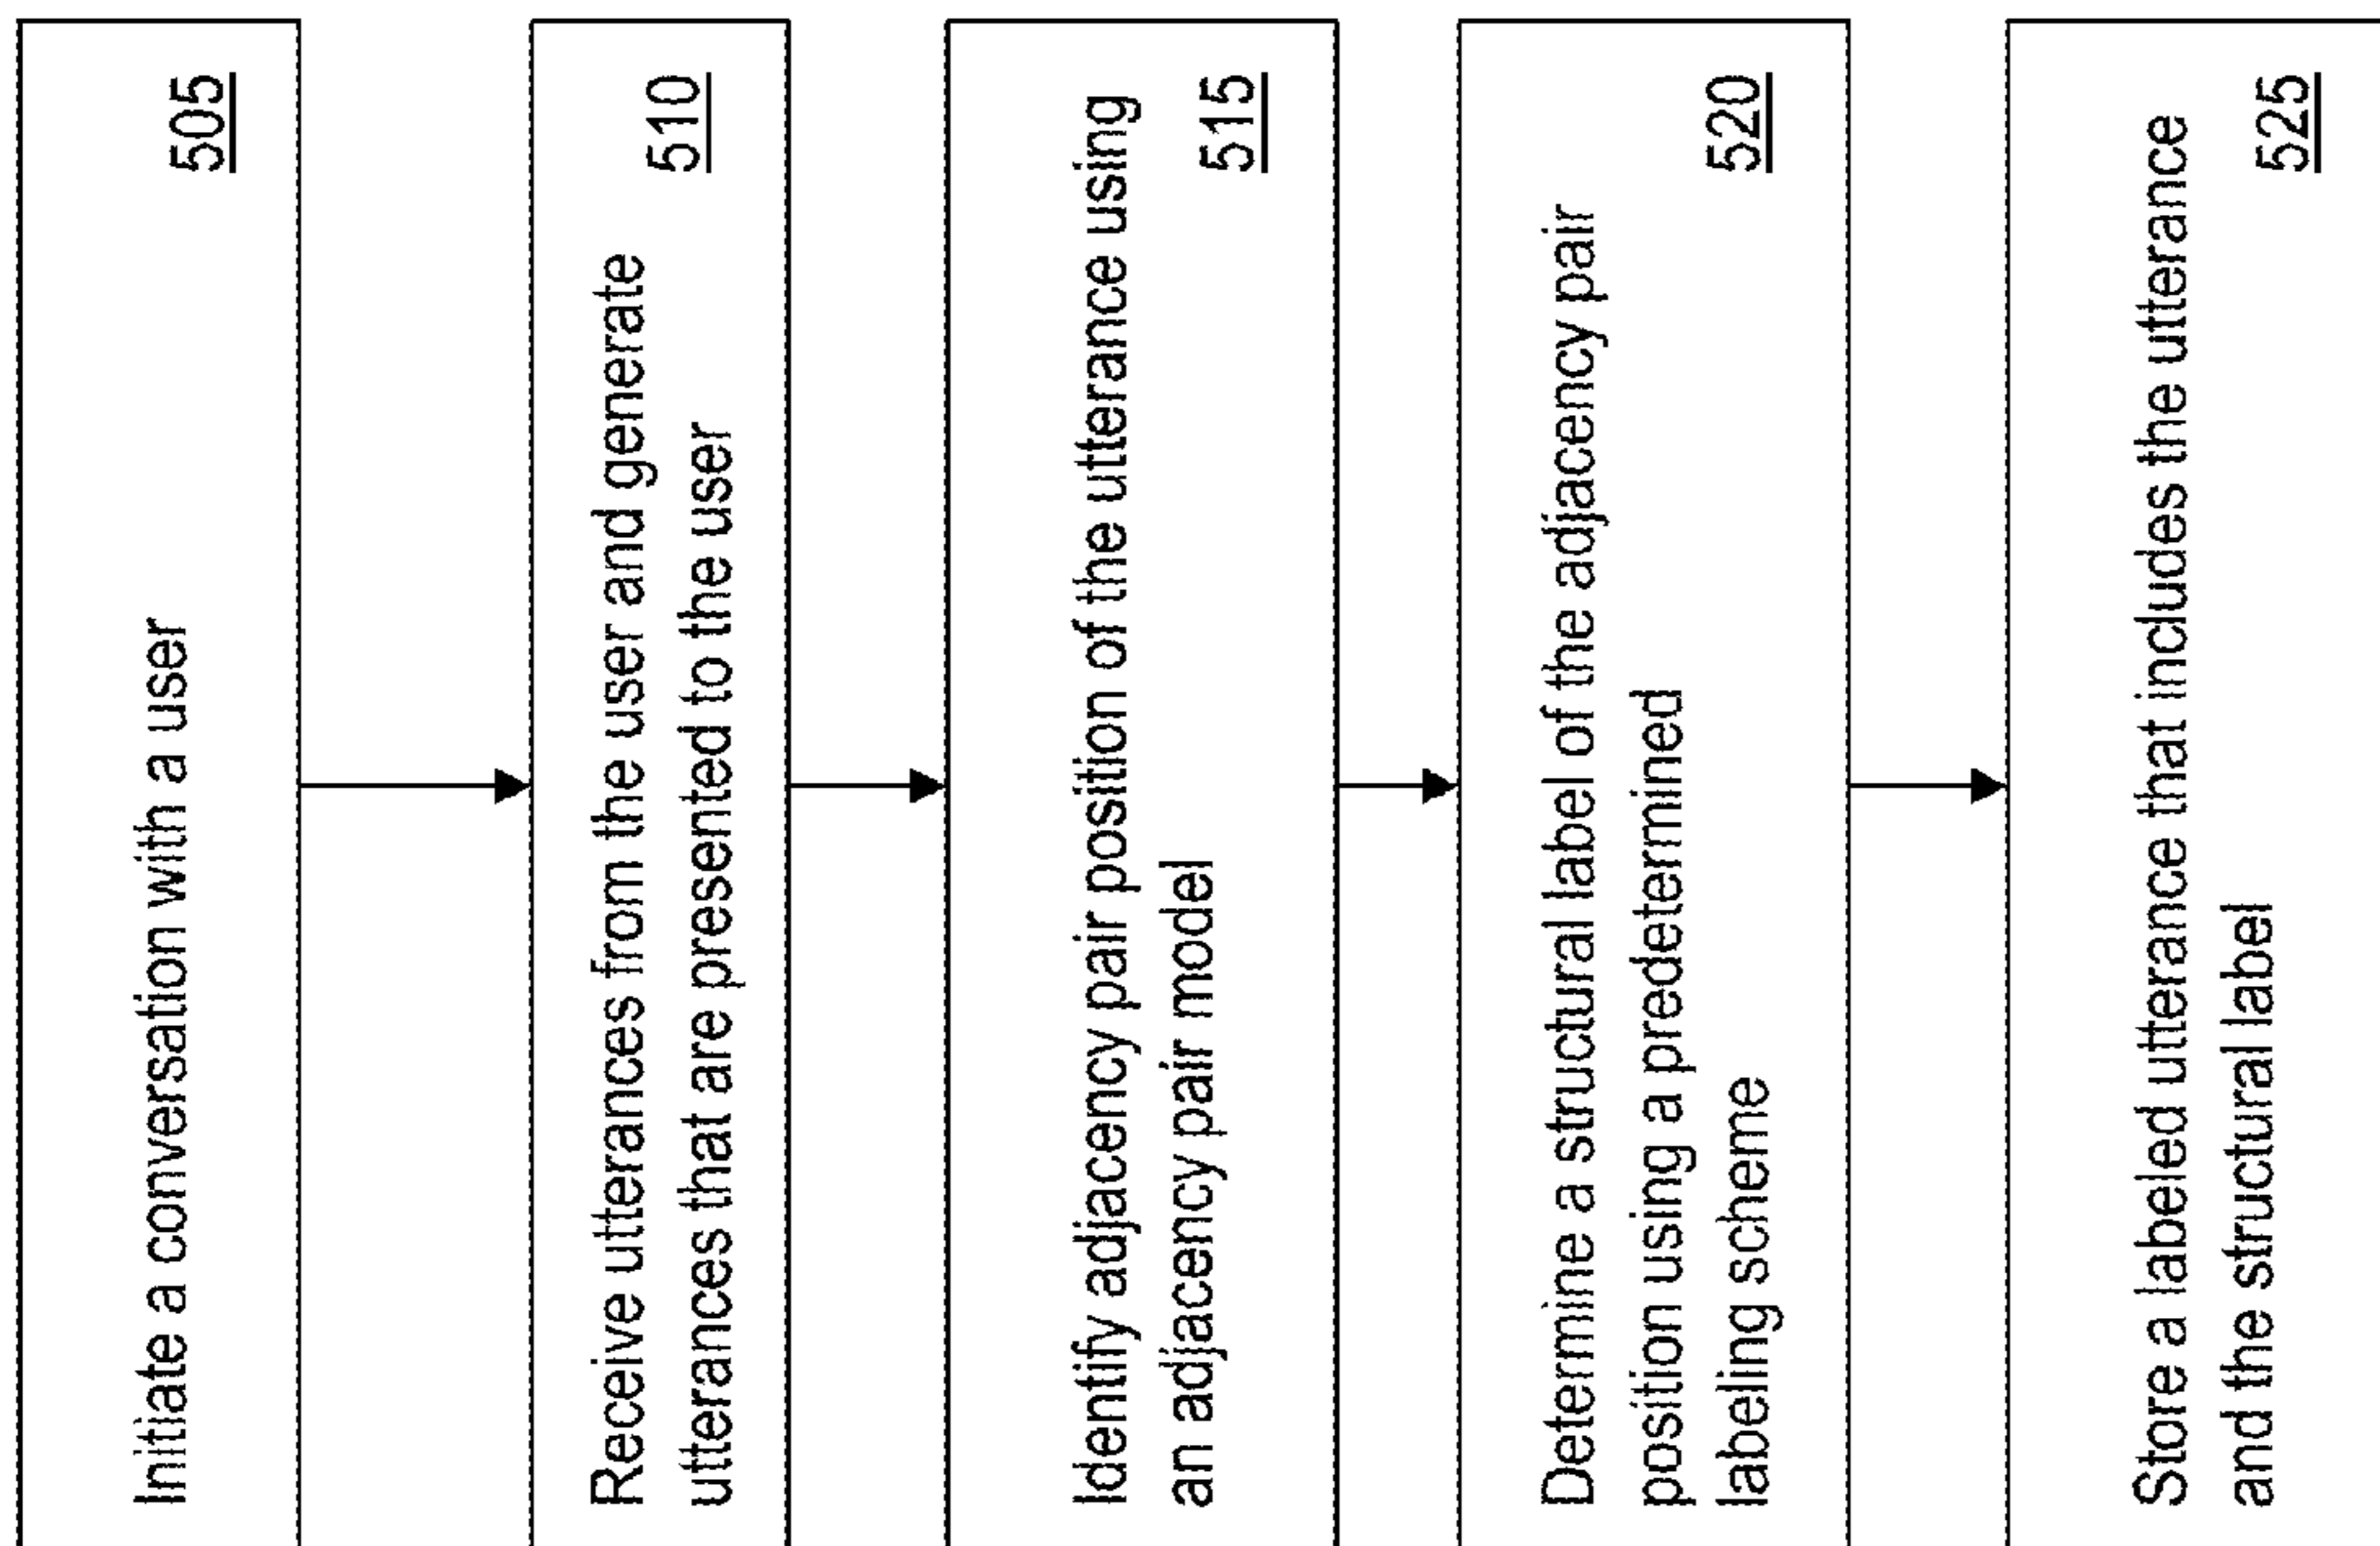 Initiate a conversation with a user
505
Receive utterances from the user and generate
utterances that are presented to the user
510
Identify adjacency pair position of the utterance using
an adjacency pair model
515
Determine a structural label of the adjacency pair
position using a predetermined
labeling scheme
520
Store a labeled utterance that includes the utterance
and the structural label
525